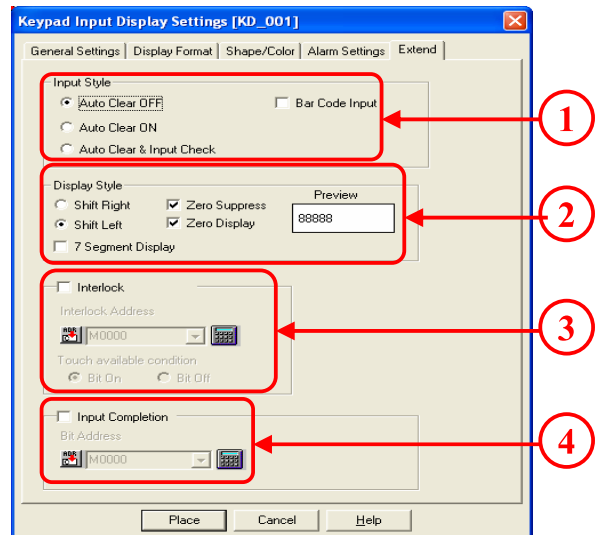 Keypad Input Display Settings [KD_001]
General Settings Display Format Shape/Color Alarm Settings Extend
Input Style
Auto Clear OFF Bar Code Input
Auto Clear ON
Auto Clear & Input Check
1
Display Style
Shift Right Zero Suppress Preview
Shift Left Zero Display 88888
7 Segment Display
2
Interlock
Interlock Address
M0000
Touch available condition
Bit On Bit Off
3
Input Completion
Bit Address
M0000
4
Place Cancel Help